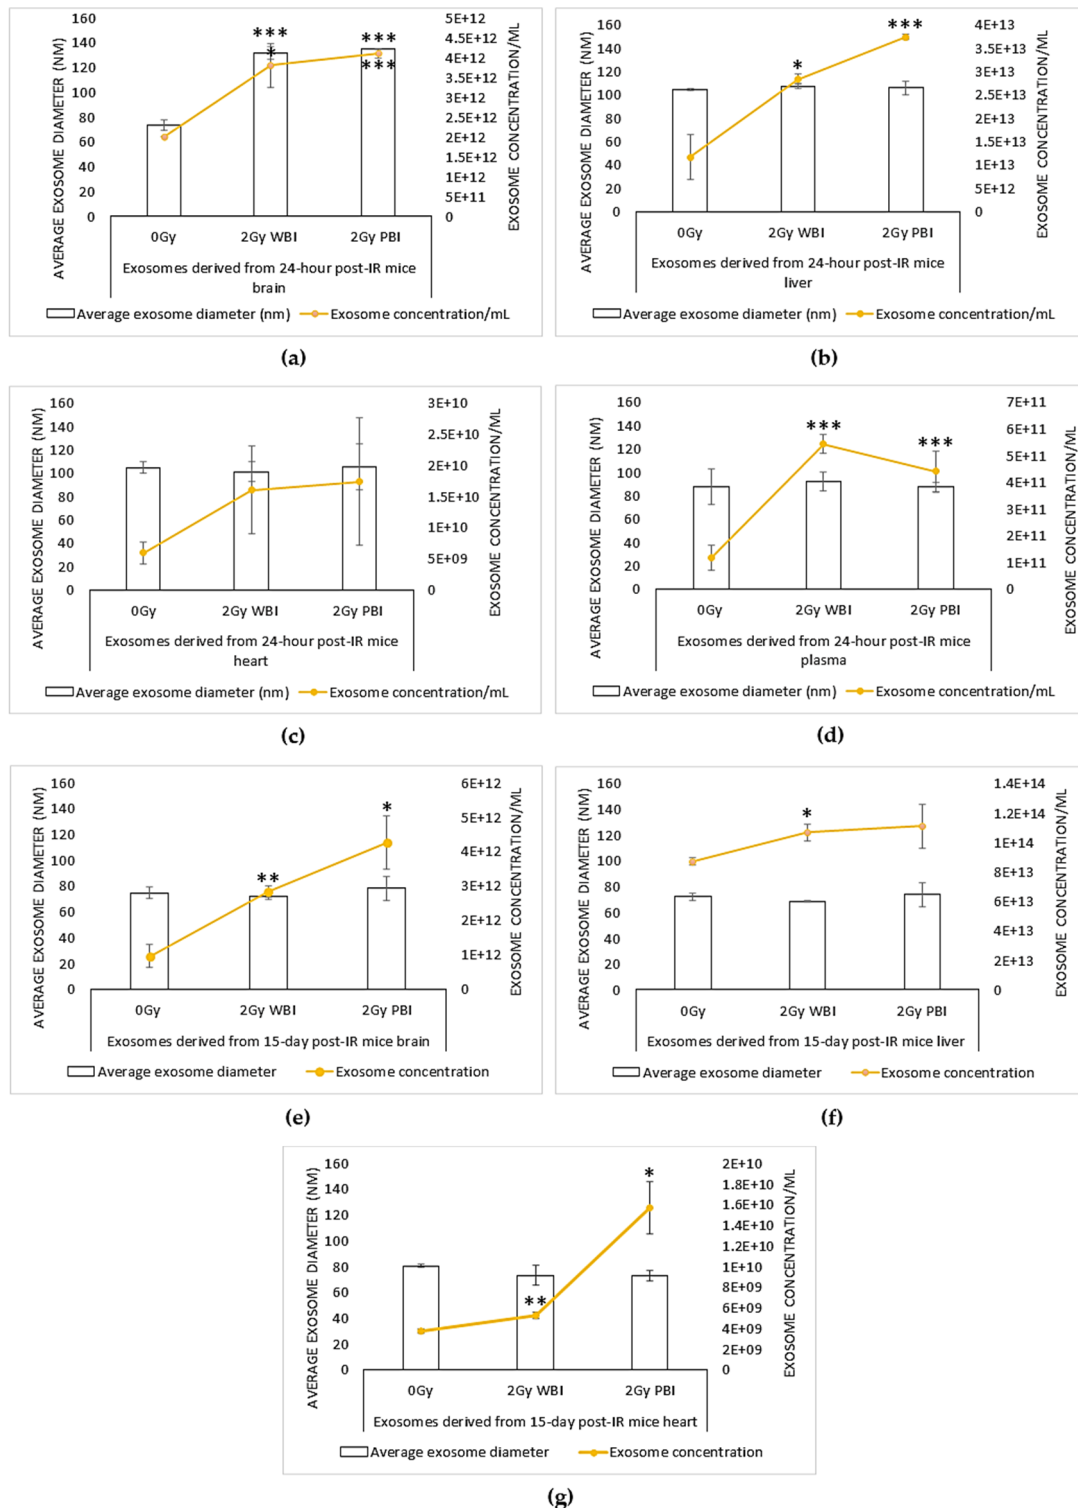 AVERAGE EXOSOME DIAMETER (NM)
160
140
120
100
80
60
40
20
0
***
*
***
***
5E+12
4.5E+12
4E+12
3.5E+12
3E+12
2.5E+12
2E+12
1.5E+12
1E+12
5E+11
0
EXOSOME CONCENTRATION/ML
0Gy 2Gy WBI 2Gy PBI
Exosomes derived from 24-hour post-IR mice
brain
Average exosome diameter (nm) Exosome concentration/mL
(a)
AVERAGE EXOSOME DIAMETER (NM)
160
140
120
100
80
60
40
20
0
*
***
4E+13
3.5E+13
3E+13
2.5E+13
2E+13
1.5E+13
1E+13
5E+12
0
EXOSOME CONCENTRATION/ML
0Gy 2Gy WBI 2Gy PBI
Exosomes derived from 24-hour post-IR mice
liver
Average exosome diameter (nm) Exosome concentration/mL
(b)
AVERAGE EXOSOME DIAMETER (NM)
160
140
120
100
80
60
40
20
0
3E+10
2.5E+10
2E+10
1.5E+10
1E+10
5E+09
0
EXOSOME CONCENTRATION/ML
0Gy 2Gy WBI 2Gy PBI
Exosomes derived from 24-hour post-IR mice
heart
Average exosome diameter (nm) Exosome concentration/mL
(c)
AVERAGE EXOSOME DIAMETER (NM)
160
140
120
100
80
60
40
20
0
***
***
7E+11
6E+11
5E+11
4E+11
3E+11
2E+11
1E+11
0
EXOSOME CONCENTRATION/ML
0Gy 2Gy WBI 2Gy PBI
Exosomes derived from 24-hour post-IR mice
plasma
Average exosome diameter (nm) Exosome concentration/mL
(d)
AVERAGE EXOSOME DIAMETER (NM)
160
140
120
100
80
60
40
20
0
**
*
6E+12
5E+12
4E+12
3E+12
2E+12
1E+12
0
EXOSOME CONCENTRATION/ML
0Gy 2Gy WBI 2Gy PBI
Exosomes derived from 15-day post-IR mice brain
Average exosome diameter Exosome concentration
(e)
AVERAGE EXOSOME DIAMETER (NM)
160
140
120
100
80
60
40
20
0
*
1.4E+14
1.2E+14
1E+14
8E+13
6E+13
4E+13
2E+13
0
EXOSOME CONCENTRATION/ML
0Gy 2Gy WBI 2Gy PBI
Exosomes derived from 15-day post-IR mice liver
Average exosome diameter Exosome concentration
(f)
AVERAGE EXOSOME DIAMETER (NM)
160
140
120
100
80
60
40
20
0
**
*
2E+10
1.8E+10
1.6E+10
1.4E+10
1.2E+10
1E+10
8E+09
6E+09
4E+09
2E+09
0
EXOSOME CONCENTRATION/ML
0Gy 2Gy WBI 2Gy PBI
Exosomes derived from 15-day post-IR mice heart
Average exosome diameter Exosome concentration
(g)